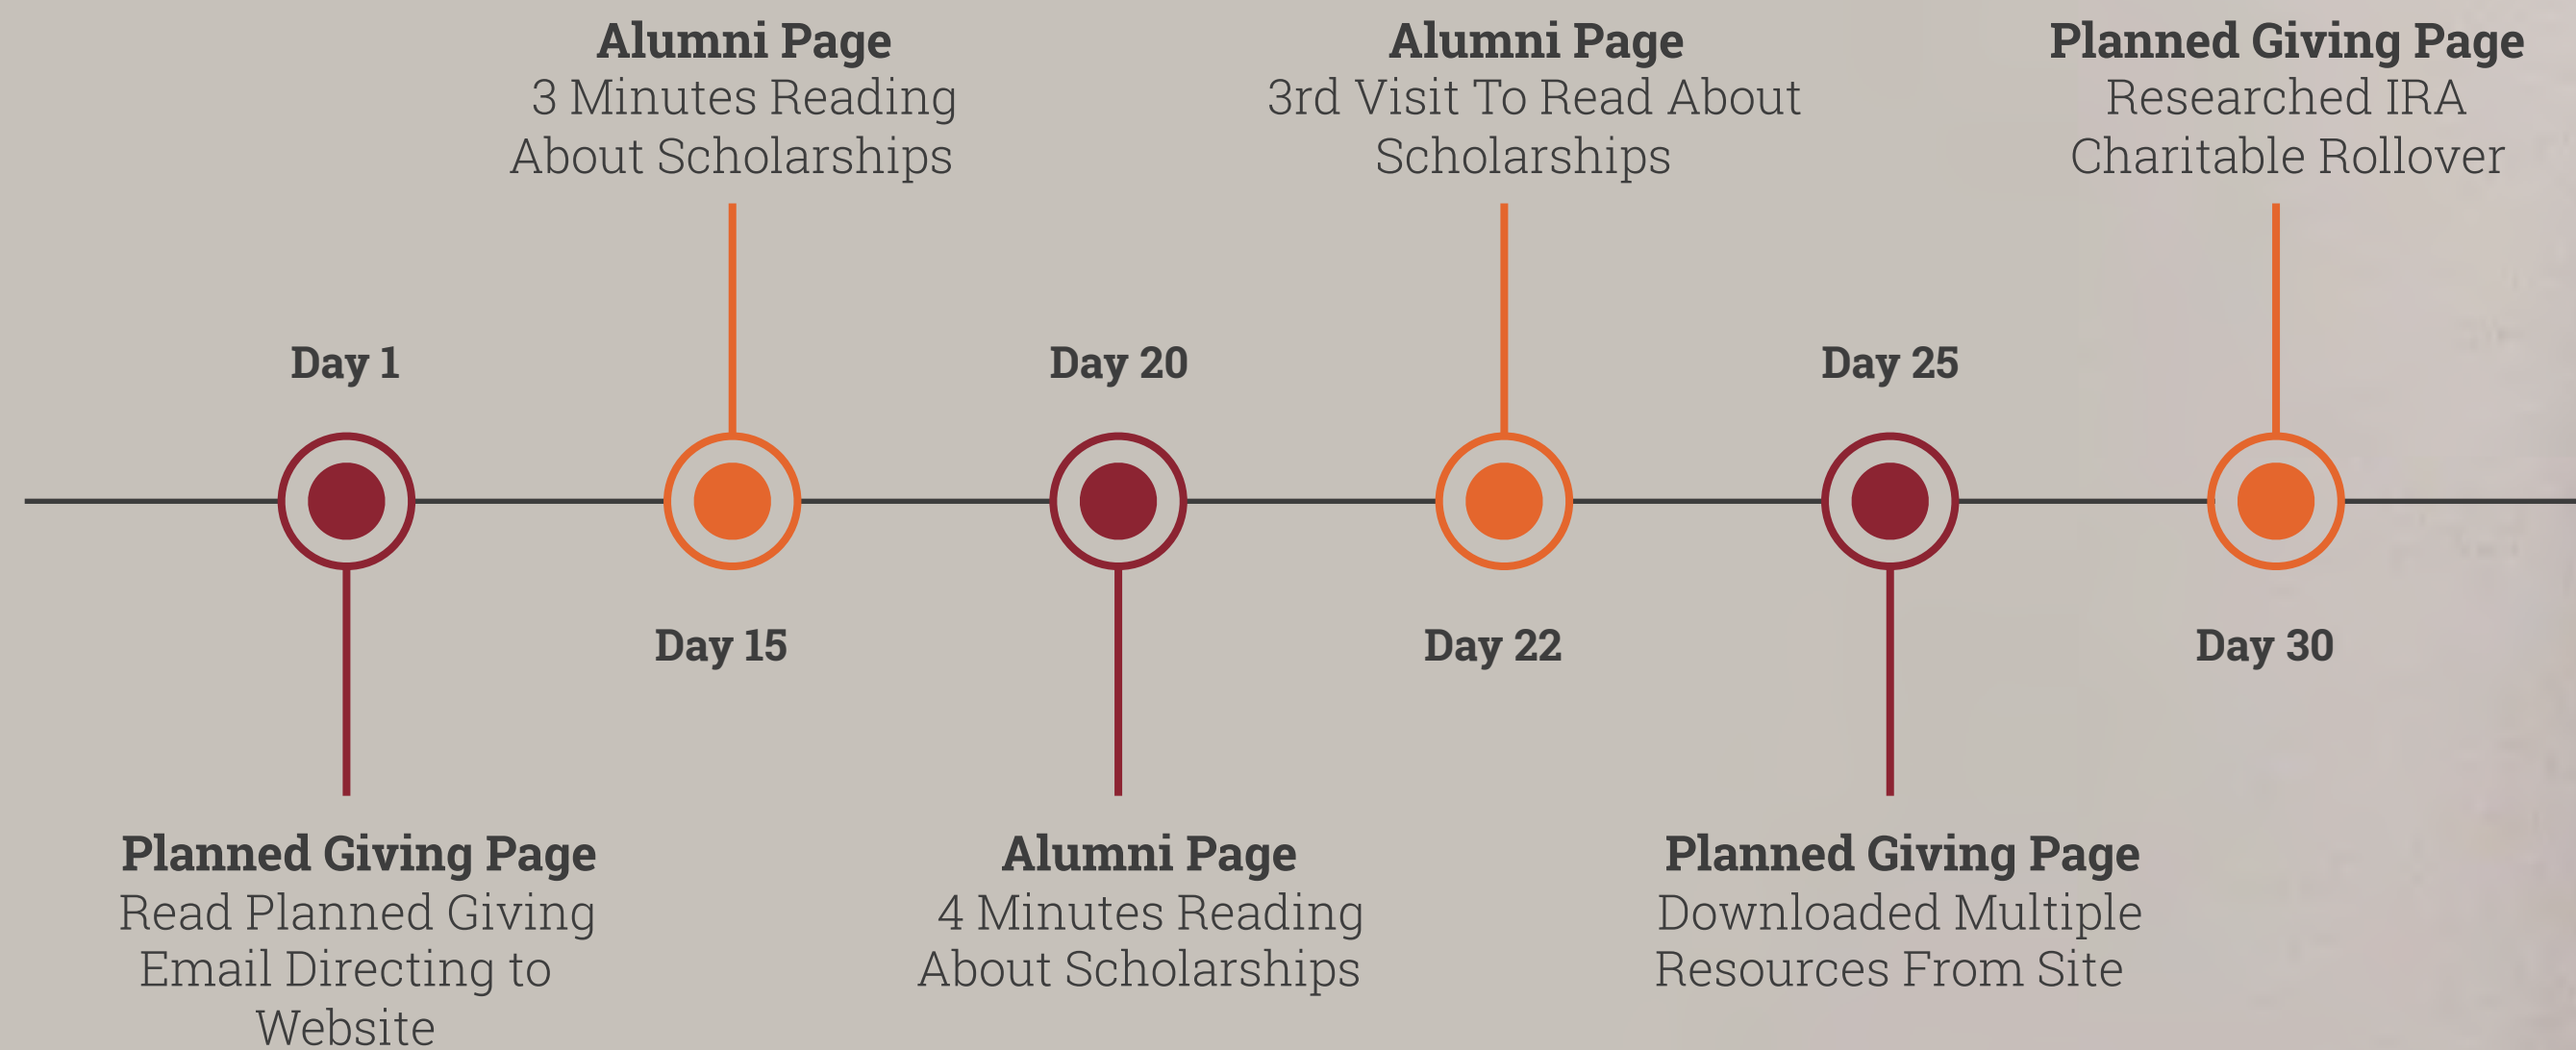 Alumni Page
3 Minutes Reading
About Scholarships
Alumni Page
3rd Visit To Read About
Scholarships
Planned Giving Page
Researched IRA
Charitable Rollover
Day 1
Day 20
Day 25
Day 15
Day 22
Day 30
Planned Giving Page
Read Planned Giving
Email Directing to
Website
Alumni Page
4 Minutes Reading
About Scholarships
Planned Giving Page
Downloaded Multiple
Resources From Site